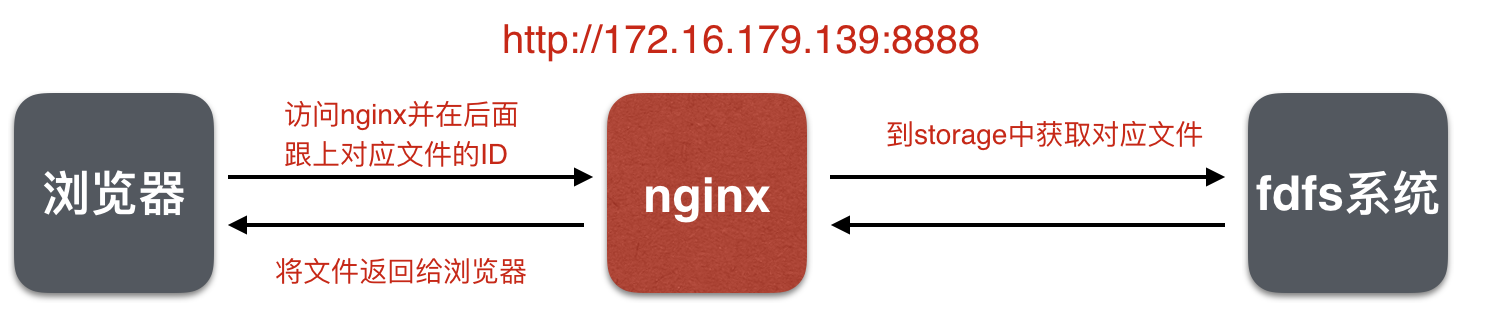 http://172.16.179.139:8888
访问nginx并在后面
跟上对应文件的ID
到storage中获取对应文件
浏览器
nginx
fdfs系统
将文件返回给浏览器